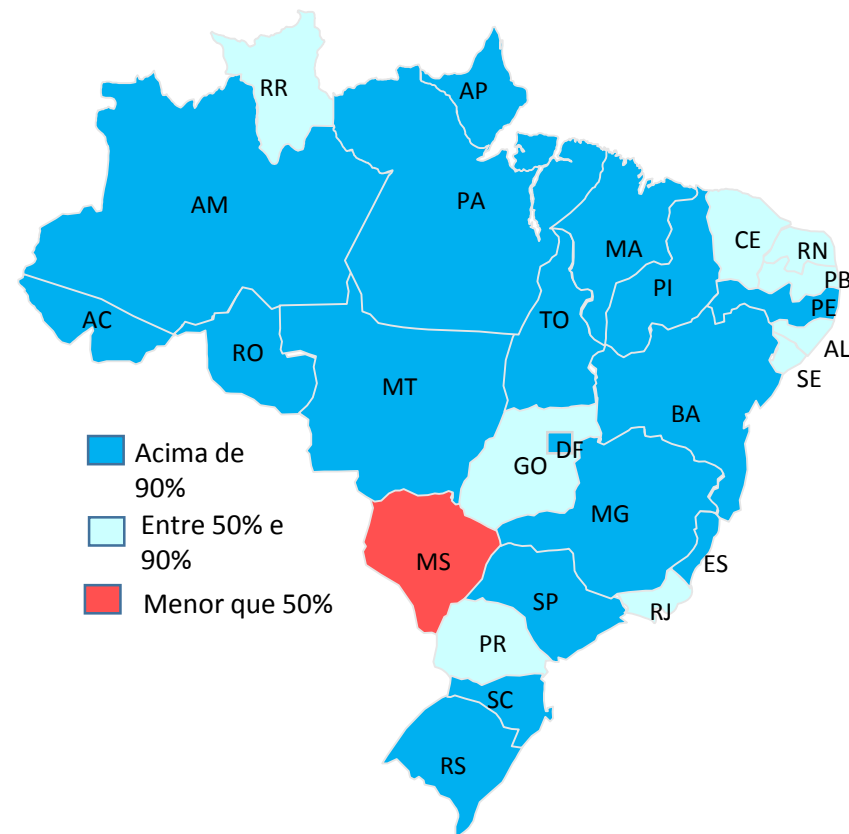 RR
AP
AM
PA
CE
RN
MA
PB
PI
PE
AC
TO
AL
RO
SE
MT
BA
DF
GO
Acima de
90%
MG
Entre 50% e
90%
MS
ES
SP
Menor que 50%
RJ
PR
SC
RS